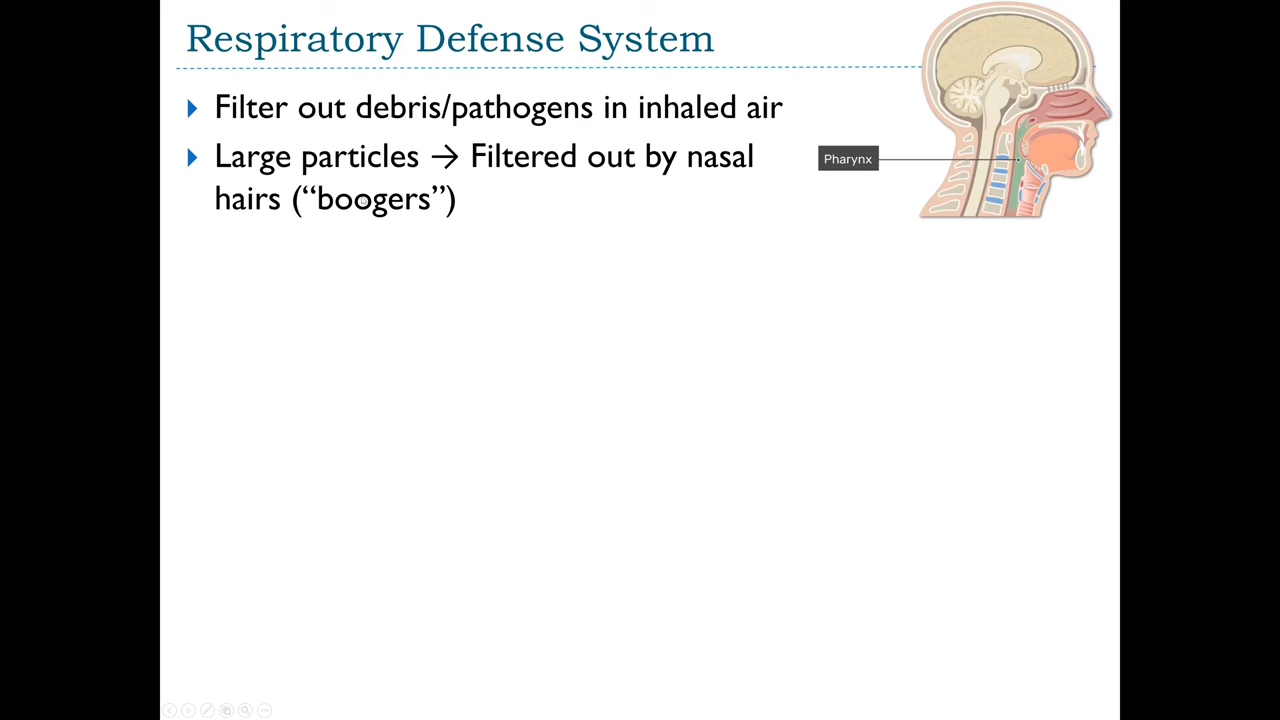 Respiratory Defense System
Filter out debris/pathogens in inhaled air
Large particles → Filtered out by nasal
hairs (“boogers”)
Pharynx